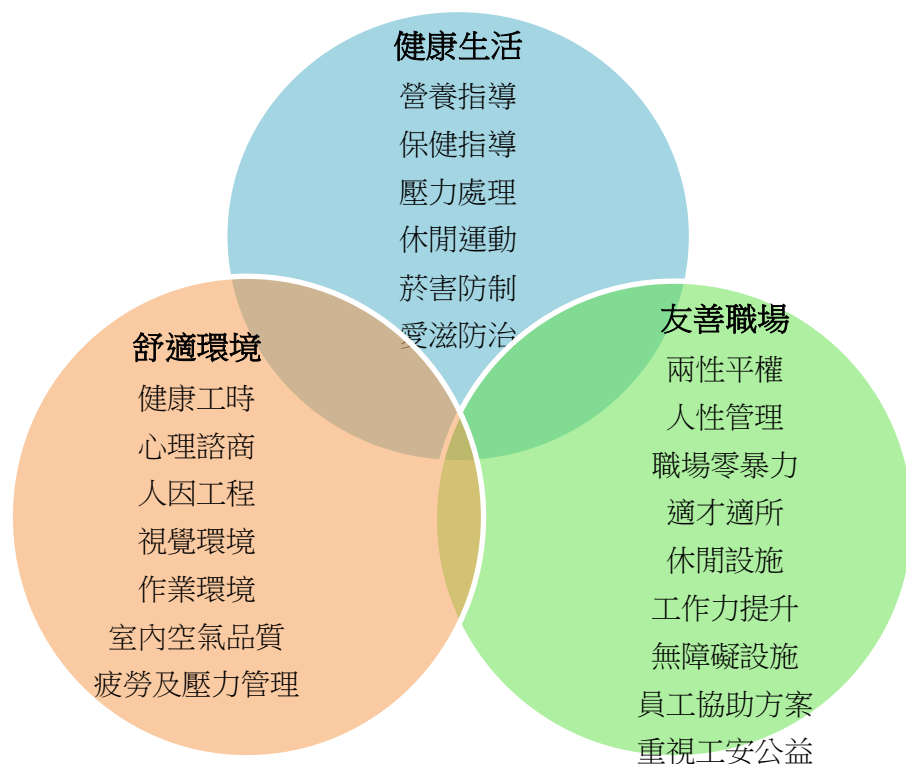 健康生活
營養指導
保健指導
壓力處理
休閒運動
菸害防制
愛滋防治
舒適環境
健康工時
心理諮商
人因工程
視覺環境
作業環境
室內空氣品質
疲勞及壓力管理
友善職場
兩性平權
人性管理
職場零暴力
適才適所
休閒設施
工作力提升
無障礙設施
員工協助方案
重視工安公益